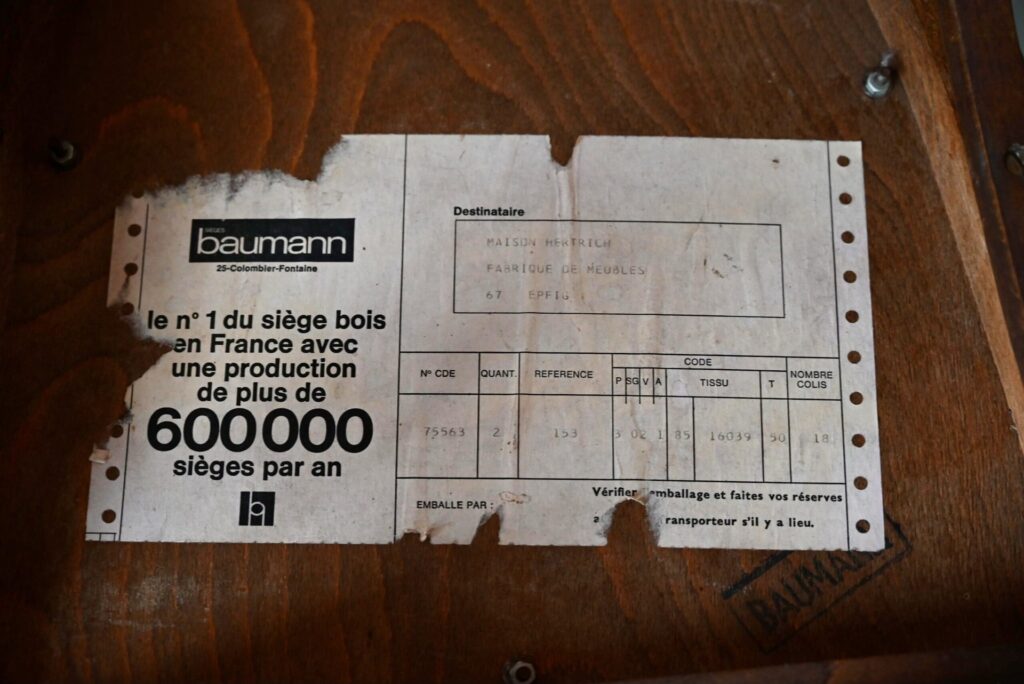 SIEGES
baumann
25-Colombier-Fontaine
le n° 1 du siège bois
en France avec
une production
de plus de
600 000
sièges par an
Destinataire
MAISON HERTRICH
FABRIQUE DE MEUBLES
67 EPFIG
N° CDE QUANT. REFERENCE CODE NOMBRE COLIS
P SG V A TISSU T
75563 2 153 3 02 1 85 16039 50 18
EMBALLE PAR :
Vérifier emballage et faites vos réserves
transporteur s'il y a lieu.
BAUMANN